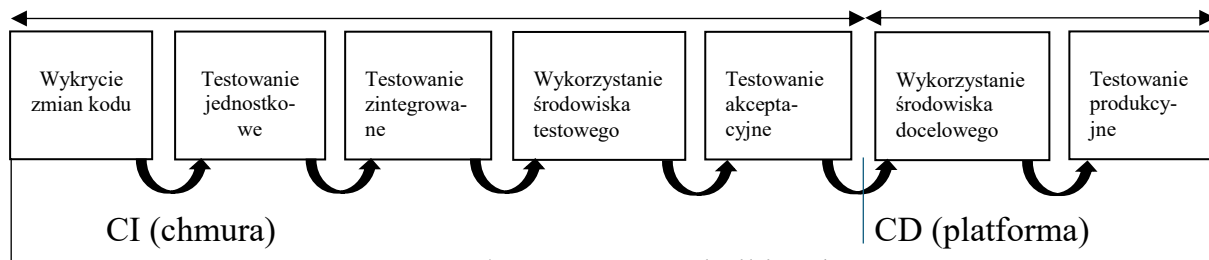 Wykrycie
zmian kodu
Testowanie
jednostko-
we
Testowanie
zintegrowa-
ne
Wykorzystanie
środowiska
testowego
Testowanie
akcepta-
cyjne
Wykorzystanie
środowiska
docelowego
Testowanie
produkcy-
jne
CI (chmura)
CD (platforma)